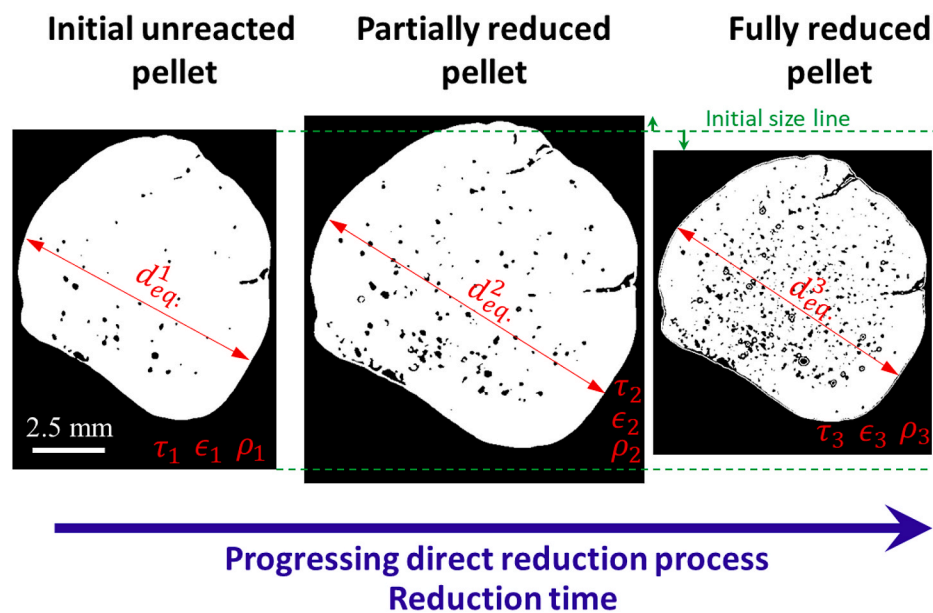 Initial unreacted
pellet
Partially reduced
pellet
Fully reduced
pellet
Initial size line
d¹eq.
d²eq.
d³eq.
2.5 mm
τ₁ ϵ₁ ρ₁
τ₂
ϵ₂
ρ₂
τ₃ ϵ₃ ρ₃
Progressing direct reduction process
Reduction time